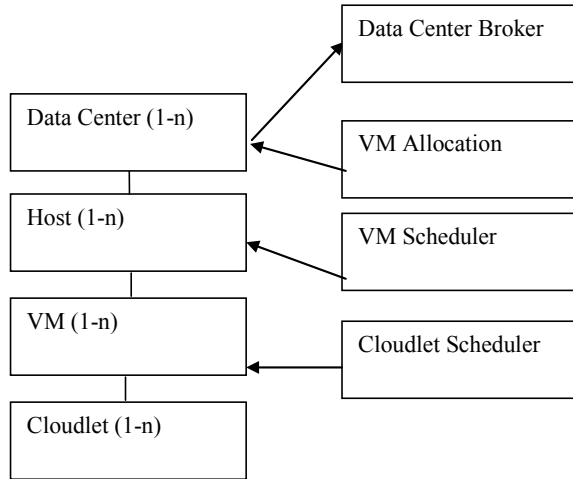 Data Center Broker
Data Center (1-n)
VM Allocation
Host (1-n)
VM Scheduler
VM (1-n)
Cloudlet Scheduler
Cloudlet (1-n)